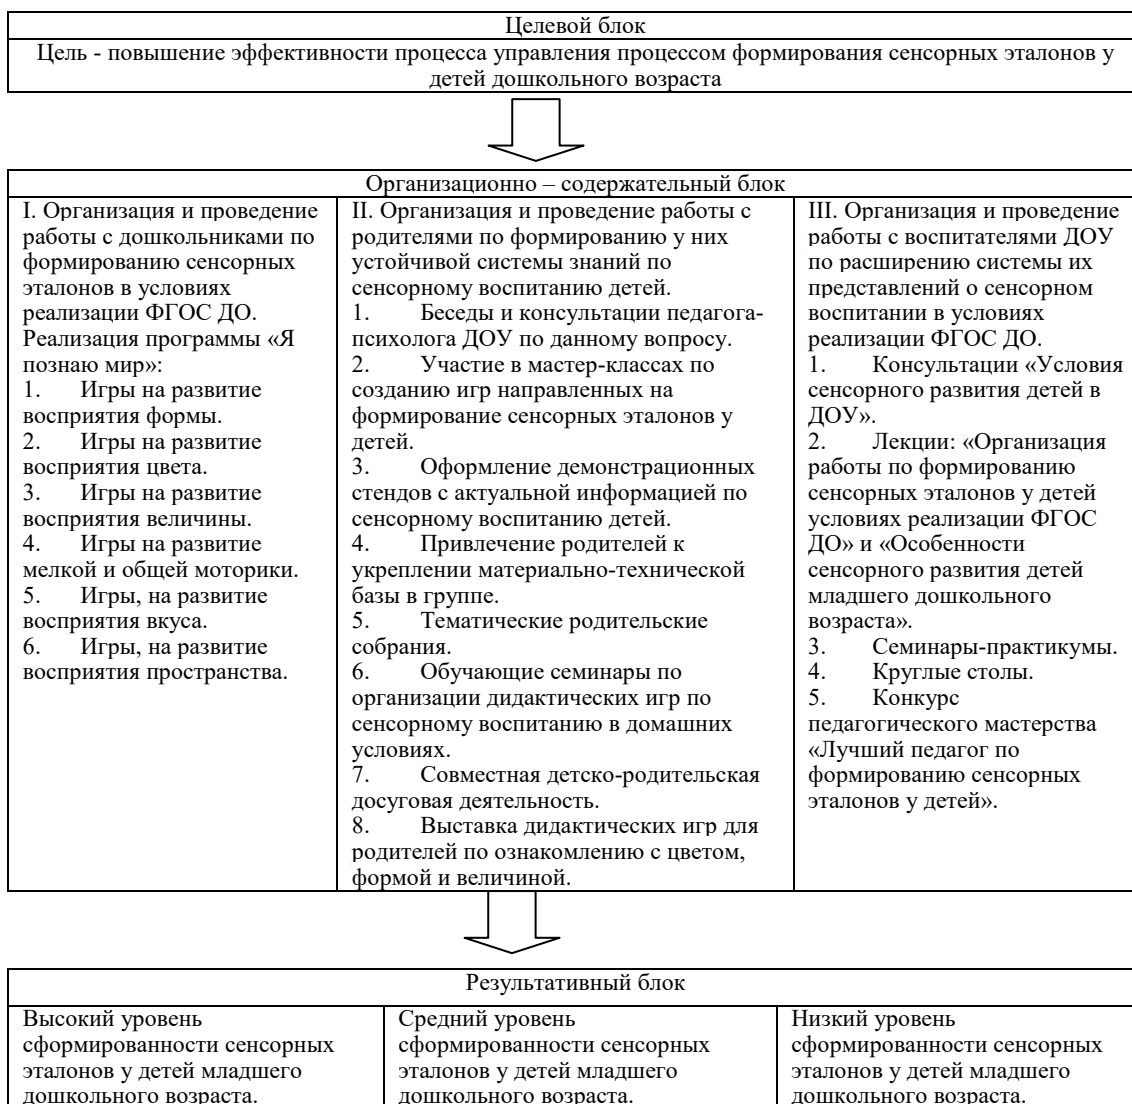 Целевой блок
Цель - повышение эффективности процесса управления процессом формирования сенсорных эталонов у
детей дошкольного возраста
Организационно – содержательный блок
I. Организация и проведение
работы с дошкольниками по
формированию сенсорных
эталонов в условиях
реализации ФГОС ДО.
Реализация программы «Я
познаю мир»:
1. Игры на развитие
восприятия формы.
2. Игры на развитие
восприятия цвета.
3. Игры на развитие
восприятия величины.
4. Игры на развитие
мелкой и общей моторики.
5. Игры, на развитие
восприятия вкуса.
6. Игры, на развитие
восприятия пространства.
II. Организация и проведение работы с
родителями по формированию у них
устойчивой системы знаний по
сенсорному воспитанию детей.
1. Беседы и консультации педагога-
психолога ДОУ по данному вопросу.
2. Участие в мастер-классах по
созданию игр направленных на
формирование сенсорных эталонов у
детей.
3. Оформление демонстрационных
стендов с актуальной информацией по
сенсорному воспитанию детей.
4. Привлечение родителей к
укреплении материально-технической
базы в группе.
5. Тематические родительские
собрания.
6. Обучающие семинары по
организации дидактических игр по
сенсорному воспитанию в домашних
условиях.
7. Совместная детско-родительская
досуговая деятельность.
8. Выставка дидактических игр для
родителей по ознакомлению с цветом,
формой и величиной.
III. Организация и проведение
работы с воспитателями ДОУ
по расширению системы их
представлений о сенсорном
воспитании в условиях
реализации ФГОС ДО.
1. Консультации «Условия
сенсорного развития детей в
ДОУ».
2. Лекции: «Организация
работы по формированию
сенсорных эталонов у детей
условиях реализации ФГОС
ДО» и «Особенности
сенсорного развития детей
младшего дошкольного
возраста».
3. Семинары-практикумы.
4. Круглые столы.
5. Конкурс
педагогического мастерства
«Лучший педагог по
формированию сенсорных
эталонов у детей».
Результативный блок
Высокий уровень
сформированности сенсорных
эталонов у детей младшего
дошкольного возраста.
Средний уровень
сформированности сенсорных
эталонов у детей младшего
дошкольного возраста.
Низкий уровень
сформированности сенсорных
эталонов у детей младшего
дошкольного возраста.